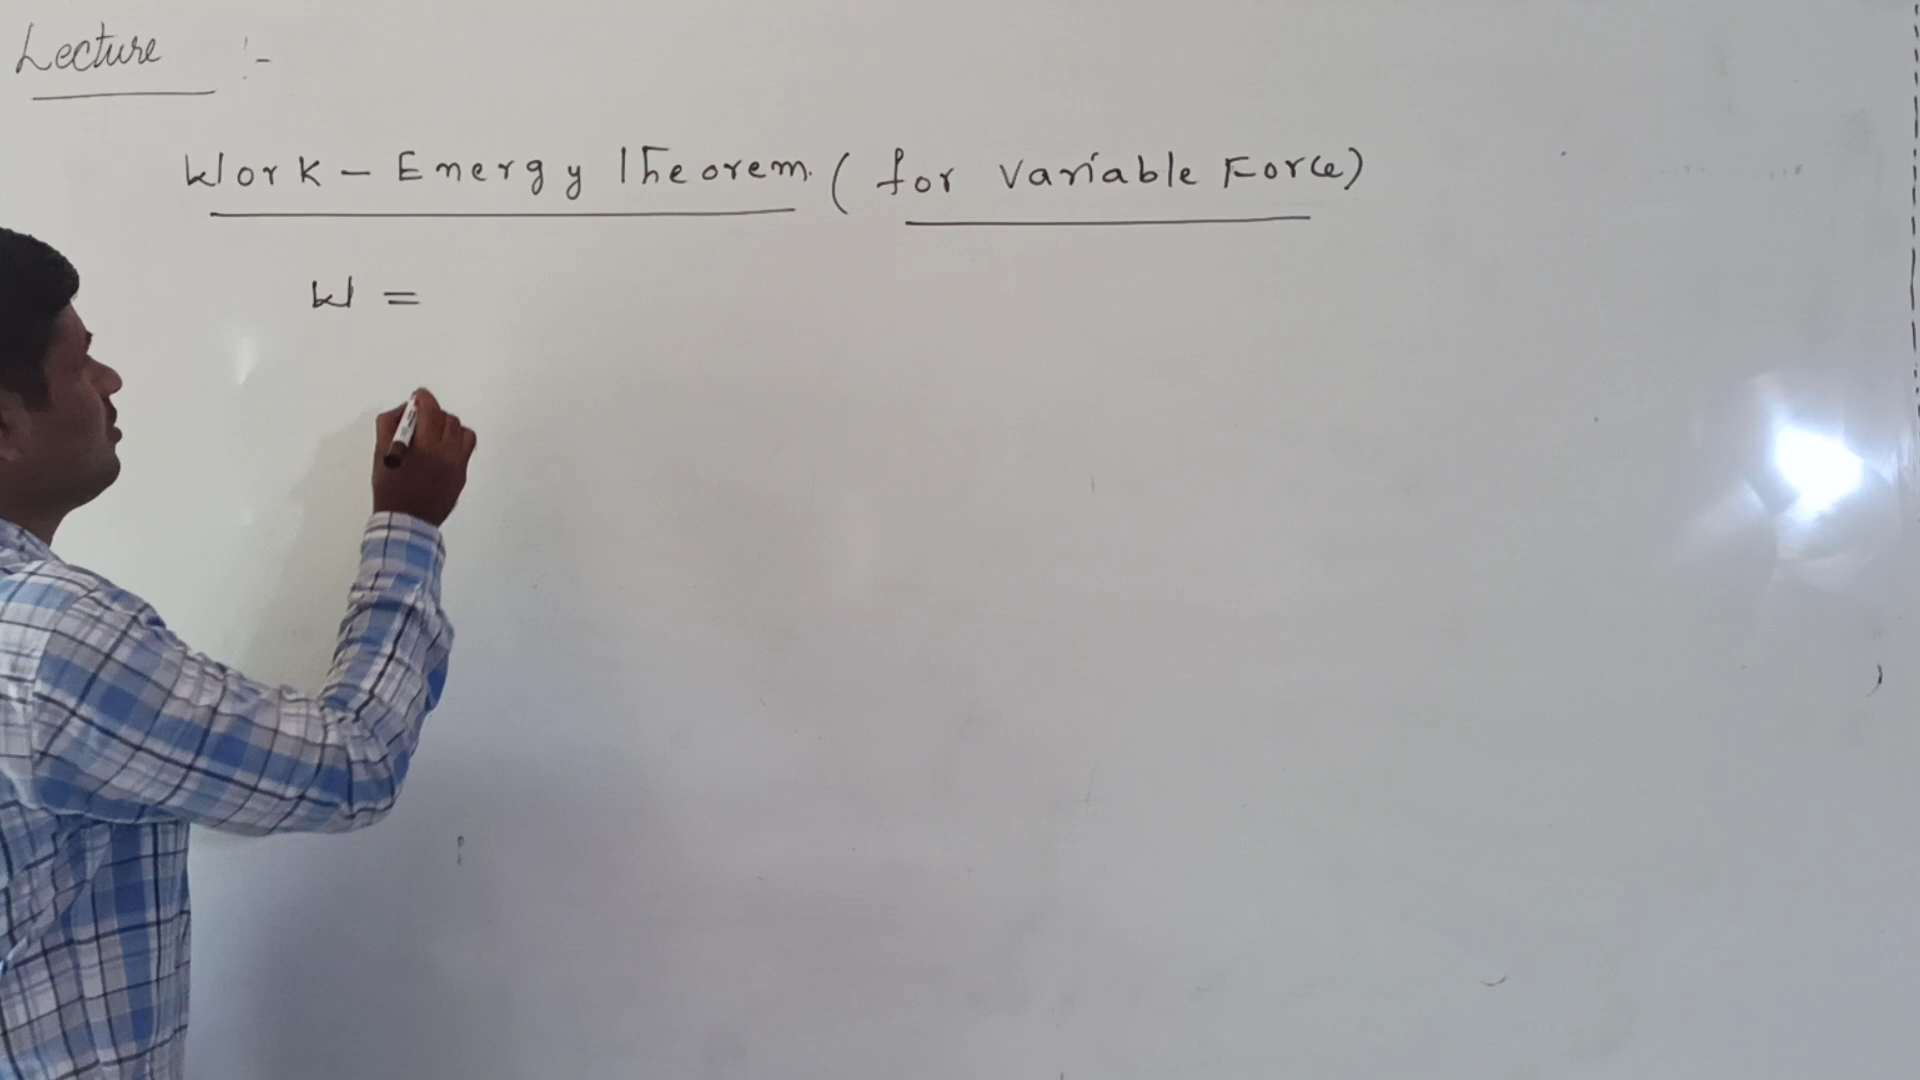 Lecture :-
Work - Energy Theorem. ( for Variable Force)
W =